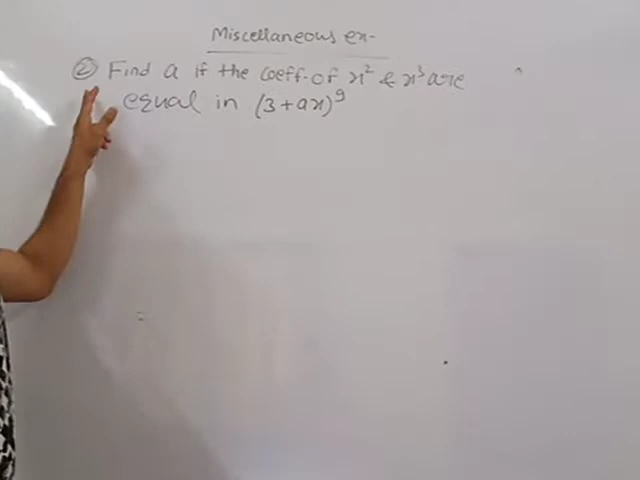 Miscellaneous ex-
② Find a if the coeff. of x² & x³ are
equal in (3+ax)⁹